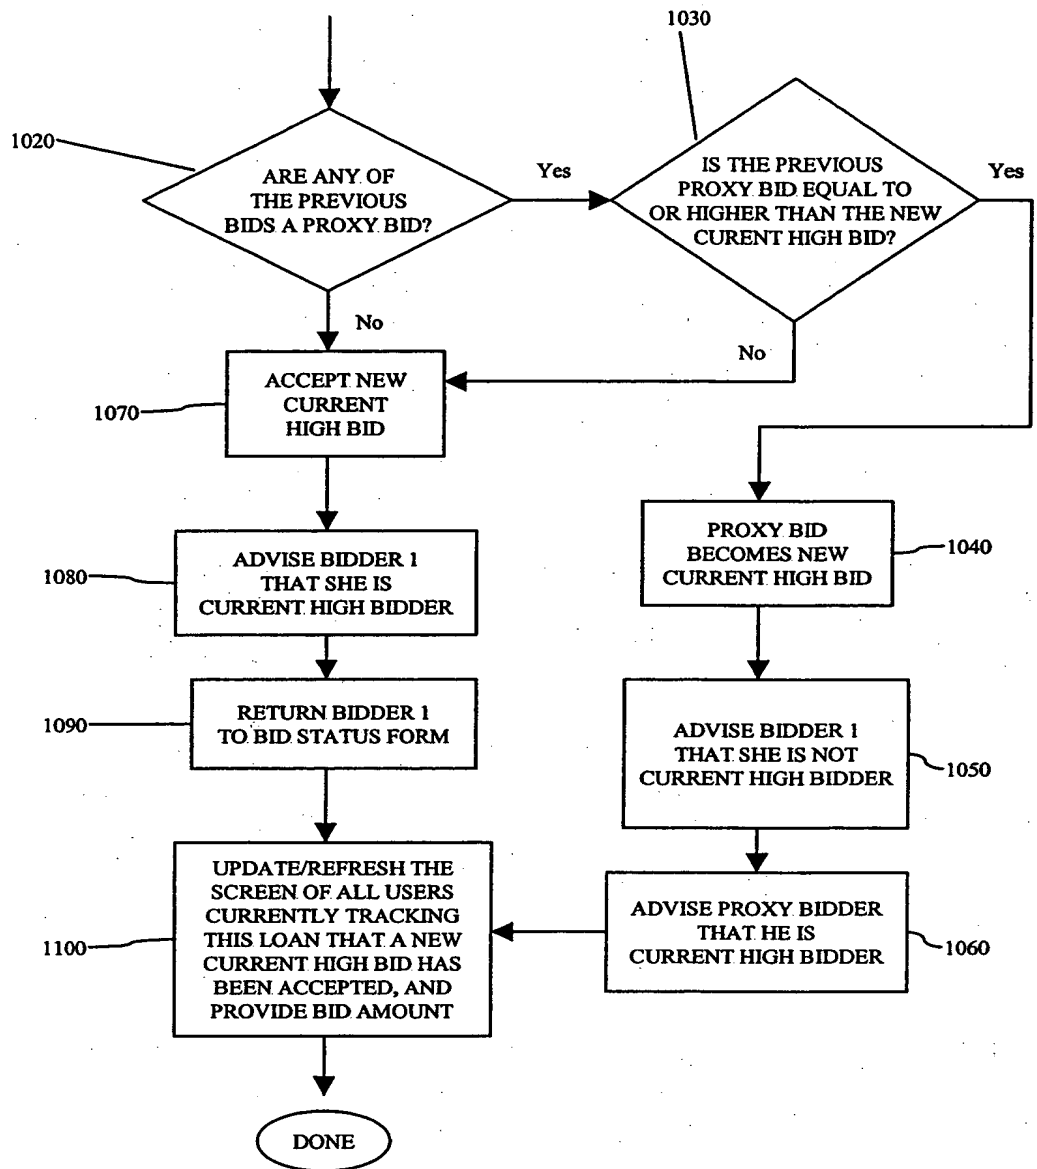 1030
1020
ARE ANY OF
THE PREVIOUS
BIDS A PROXY BID?
Yes
IS THE PREVIOUS
PROXY BID EQUAL TO
OR HIGHER THAN THE NEW
CURENT HIGH BID?
Yes
No
No
ACCEPT NEW
CURRENT
HIGH BID
1070
PROXY BID
BECOMES NEW
CURRENT HIGH BID
1040
ADVISE BIDDER 1
THAT SHE IS
CURRENT HIGH BIDDER
1080
RETURN BIDDER 1
TO BID STATUS FORM
1090
ADVISE BIDDER 1
THAT SHE IS NOT
CURRENT HIGH BIDDER
1050
UPDATE/REFRESH THE
SCREEN OF ALL USERS
CURRENTLY TRACKING
THIS LOAN THAT A NEW
CURRENT HIGH BID HAS
BEEN ACCEPTED, AND
PROVIDE BID AMOUNT
1100
ADVISE PROXY BIDDER
THAT HE IS
CURRENT HIGH BIDDER
1060
DONE